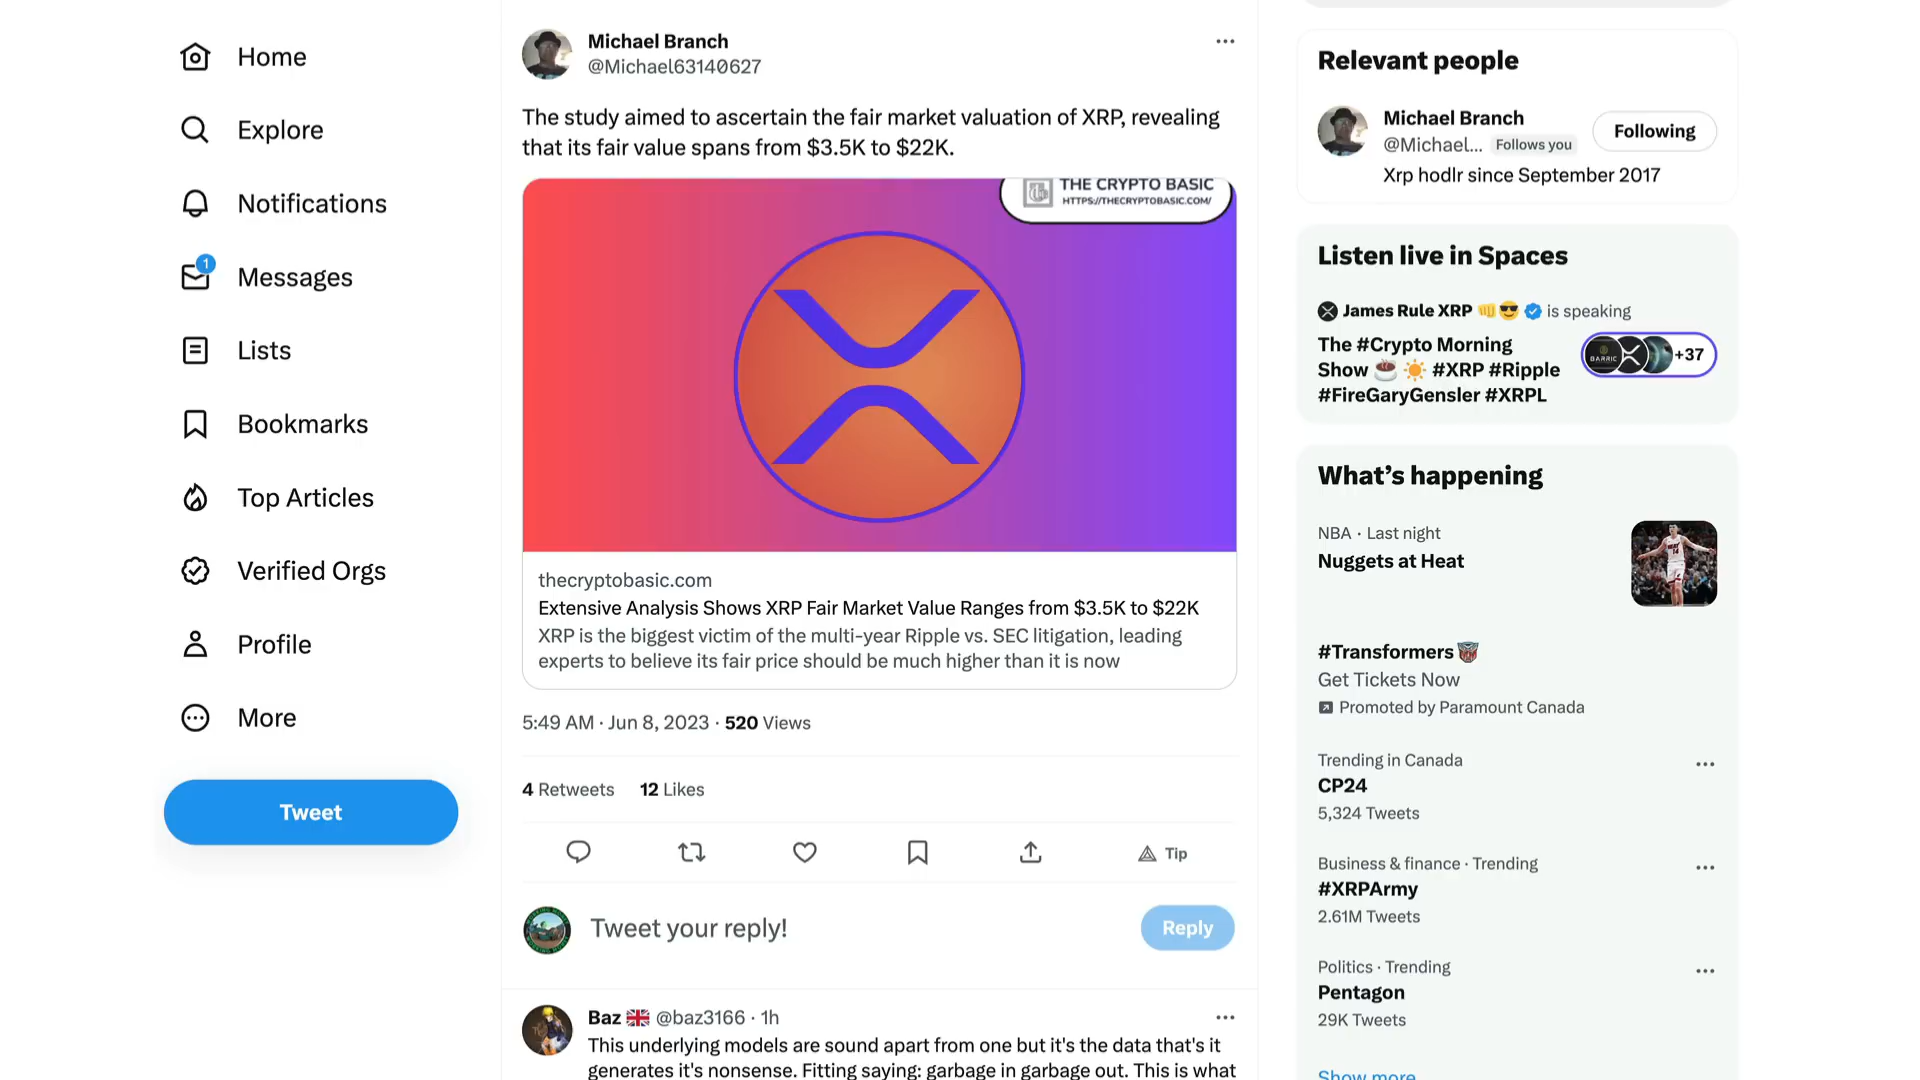 Home
Explore
Notifications
1
Messages
Lists
Bookmarks
Top Articles
Verified Orgs
Profile
More
Tweet
Michael Branch
@Michael63140627
The study aimed to ascertain the fair market valuation of XRP, revealing
that its fair value spans from $3.5K to $22K.
THE CRYPTO BASIC
HTTPS://THECRYPTOBASIC.COM/
thecryptobasic.com
Extensive Analysis Shows XRP Fair Market Value Ranges from $3.5K to $22K
XRP is the biggest victim of the multi-year Ripple vs. SEC litigation, leading
experts to believe its fair price should be much higher than it is now
5:49 AM · Jun 8, 2023 · 520 Views
4 Retweets 12 Likes
Tip
Tweet your reply!
Reply
Baz @baz3166 · 1h
This underlying models are sound apart from one but it's the data that's it
generates it's nonsense. Fitting saying: garbage in garbage out. This is what
Relevant people
Michael Branch
@Michael... Follows you
Following
Xrp hodlr since September 2017
Listen live in Spaces
James Rule XRP 👊😎 is speaking
The #Crypto Morning
Show ☕ ☀️ #XRP #Ripple
#FireGaryGensler #XRPL
BARRIC
+37
What's happening
NBA · Last night
Nuggets at Heat
#Transformers
Get Tickets Now
Promoted by Paramount Canada
Trending in Canada
CP24
5,324 Tweets
Business & finance · Trending
#XRPArmy
2.61M Tweets
Politics · Trending
Pentagon
29K Tweets
Show more